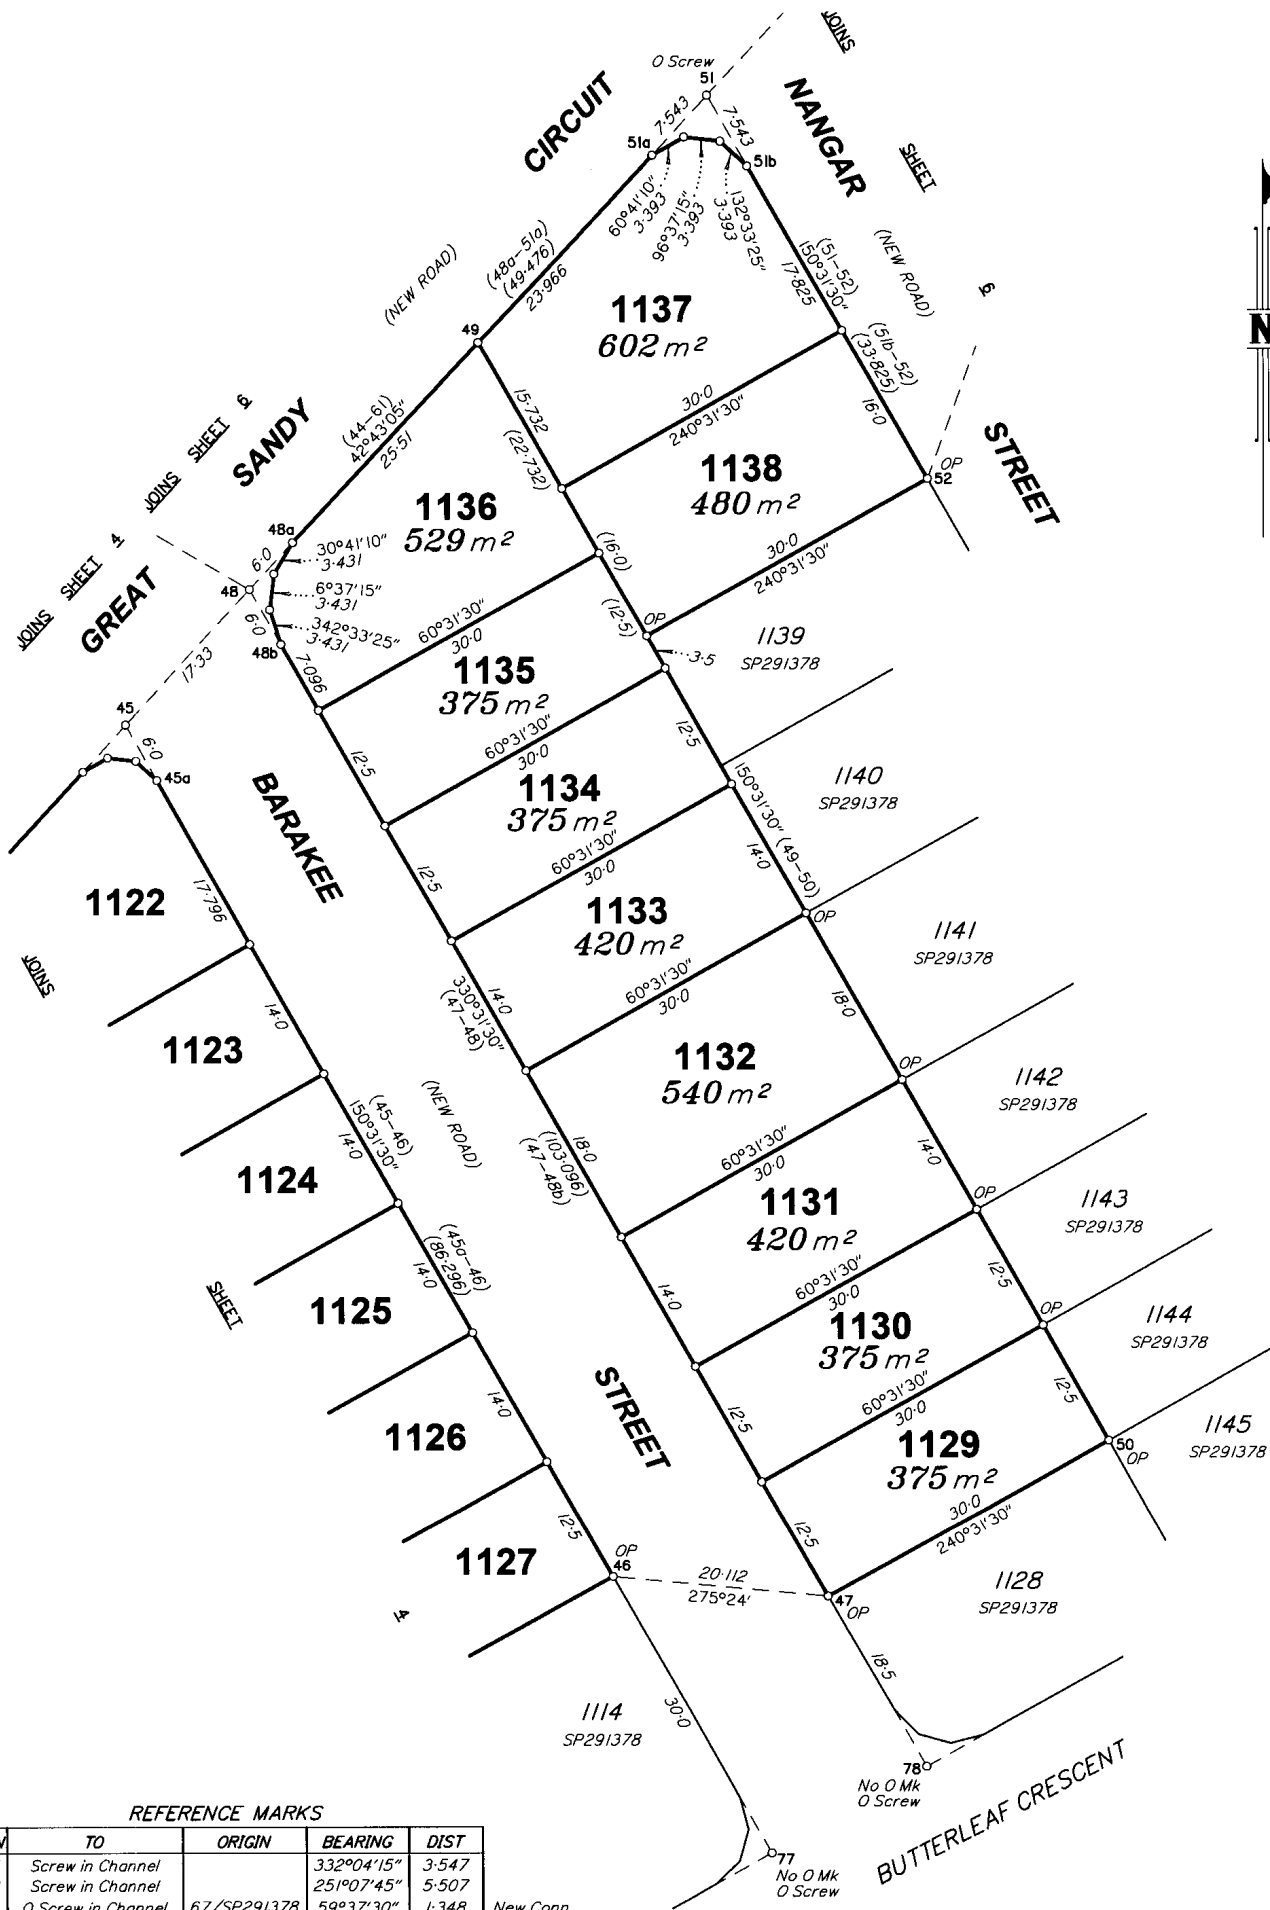 JOINS
O Screw
51
CIRCUIT
NANGAR
7·543
7·543
51a
51b
SHEET
60°41'10"
3·393
96°37'15"
3·393
132°33'25"
3·393
(NEW ROAD)
(48a-51a)
(49·476)
23·966
(51-52)
150°31'30"
17·825
(NEW ROAD)
6
1137
602 m²
N
49
(51b-52)
(33·825)
30·0
240°31'30"
15·732
16·0
JOINS SHEET 6
SANDY
(44-61)
42°43'05"
25·51
(22·732)
1138
480 m²
OP
52
STREET
1136
529 m²
48a
JOINS SHEET 4
GREAT
6·0
30°41'10"
3·431
(16·0)
30·0
240°31'30"
48
6°37'15"
3·431
6·0
342°33'25"
3·431
60°31'30"
30·0
(12·5)
OP
1139
SP291378
48b
17·33
7·096
1135
375 m²
3·5
45
6·0
60°31'30"
30·0
12·5
12·5
45a
BARAKEE
1134
375 m²
150°31'30" (49-50)
1140
SP291378
60°31'30"
30·0
12·5
14·0
17·796
1122
1133
420 m²
OP
1141
SP291378
JOINS
330°31'30"
(47-48)
14·0
60°31'30"
30·0
18·0
14·0
1123
1132
540 m²
OP
1142
SP291378
(NEW ROAD)
(45-46)
150°31'30"
14·0
18·0
(103·096)
(47-48b)
60°31'30"
30·0
14·0
1124
1131
420 m²
OP
1143
SP291378
(45a-46)
(86·296)
14·0
SHEET
1125
14·0
60°31'30"
30·0
12·5
1130
375 m²
OP
1144
SP291378
STREET
14·0
60°31'30"
30·0
12·5
12·5
1126
1129
375 m²
50
OP
1145
SP291378
12·5
12·5
30·0
240°31'30"
OP
46
1127
20·112
275°24'
47
OP
1128
SP291378
14
18·5
1114
SP291378
30·0
78
No O Mk
O Screw
BUTTERLEAF CRESCENT
77
No O Mk
O Screw
REFERENCE MARKS
N TO ORIGIN BEARING DIST
Screw in Channel 332°04'15" 3·547
Screw in Channel 251°07'45" 5·507
O Screw in Channel 67/SP291378 59°37'30" 1·348 New Conn